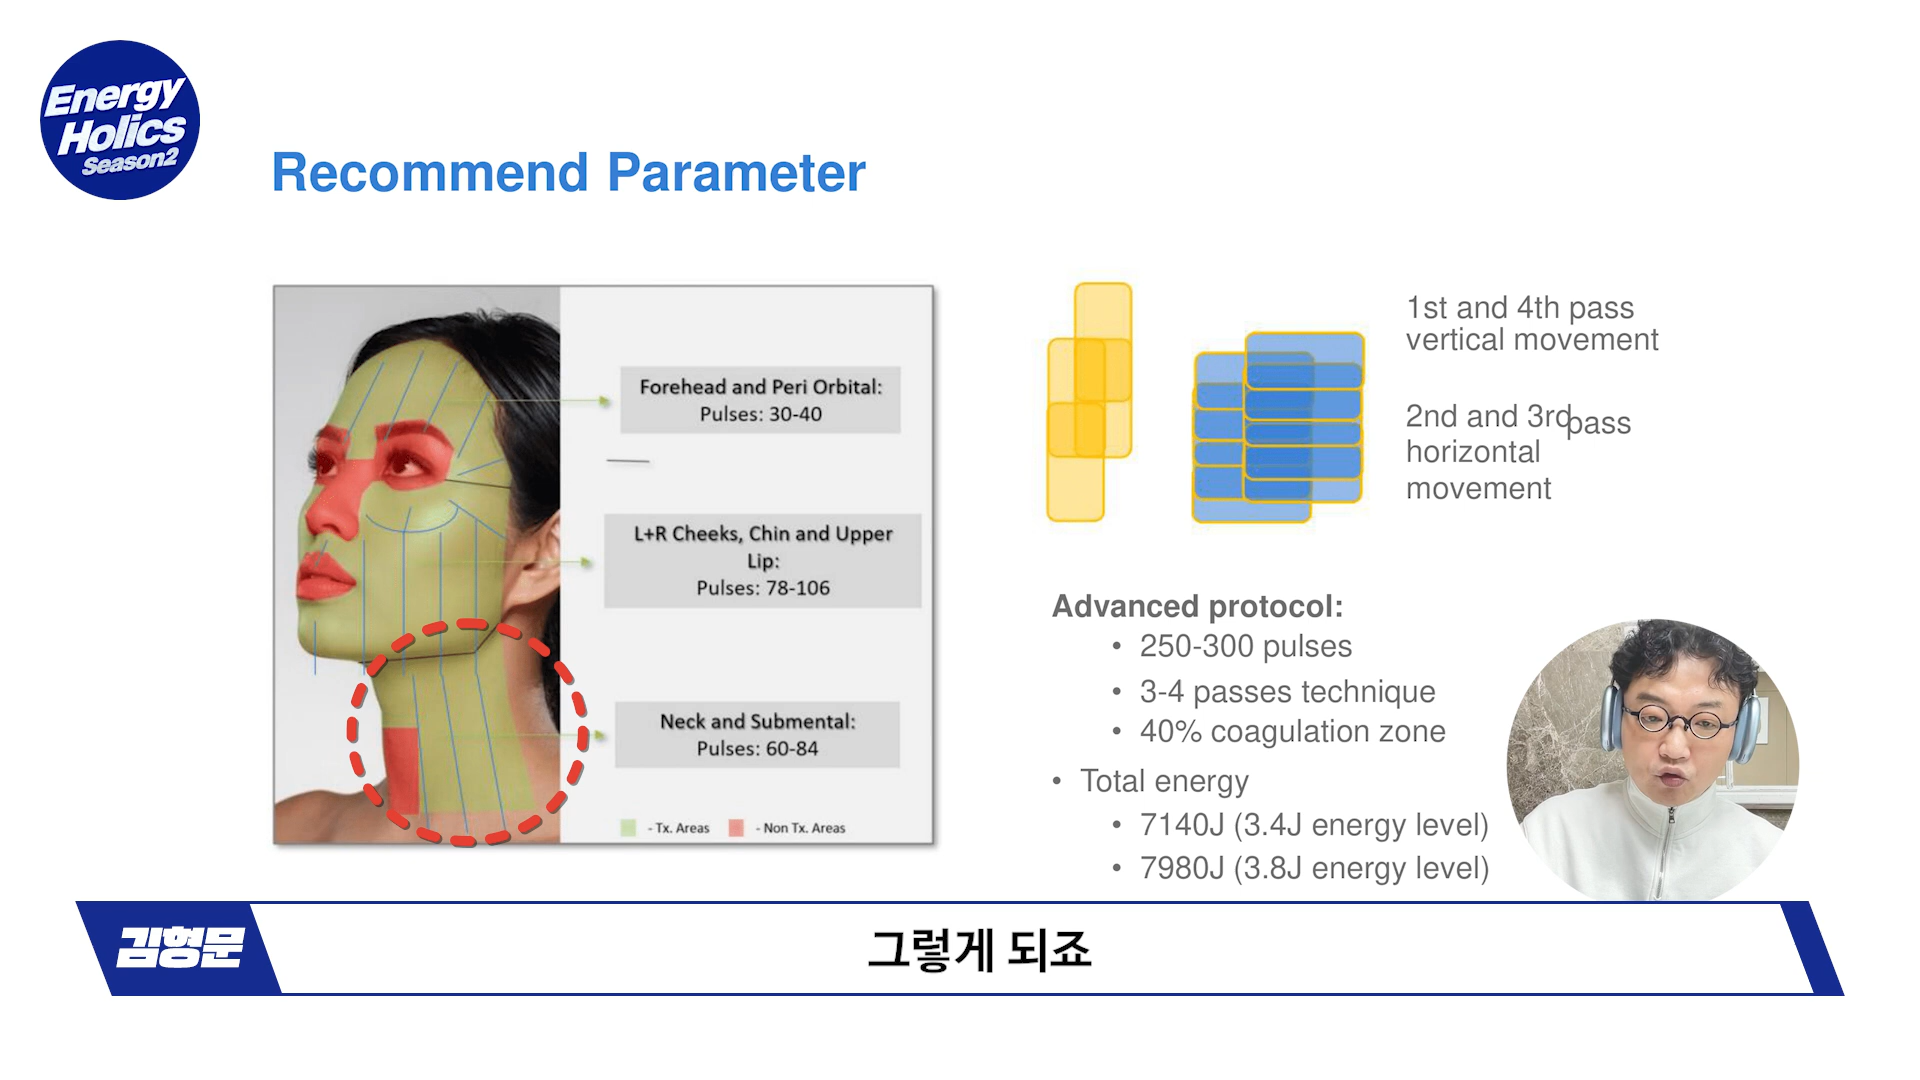 Energy
Holics
Season2
Recommend Parameter
Forehead and Peri Orbital:
Pulses: 30-40
L+R Cheeks, Chin and Upper
Lip:
Pulses: 78-106
Neck and Submental:
Pulses: 60-84
- Tx. Areas
- Non Tx. Areas
1st and 4th pass
vertical movement
2nd and 3rd pass
horizontal
movement
Advanced protocol:
• 250-300 pulses
• 3-4 passes technique
• 40% coagulation zone
• Total energy
• 7140J (3.4J energy level)
• 7980J (3.8J energy level)
김형문
그렇게 되죠